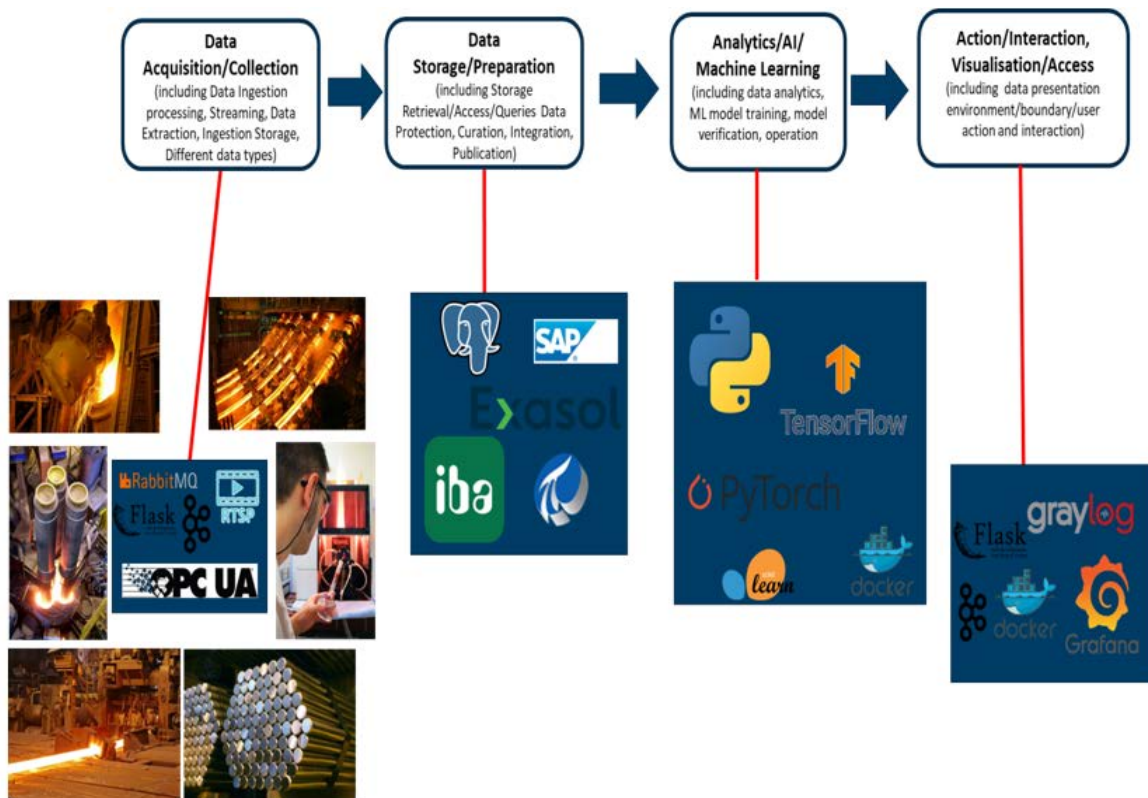 Data
Acquisition/Collection
(including Data Ingestion
processing, Streaming, Data
Extraction, Ingestion Storage,
Different data types)
Data
Storage/Preparation
(including Storage
Retrieval/Access/Queries Data
Protection, Curation, Integration,
Publication)
Analytics/AI/
Machine Learning
(including data analytics,
ML model training, model
verification, operation
Action/Interaction,
Visualisation/Access
(including data presentation
environment/boundary/user
action and interaction)
RabbitMQ
Flask
RTSP
OPC UA
SAP
Exasol
iba
TensorFlow
PyTorch
learn
docker
Flask
graylog
docker
Grafana